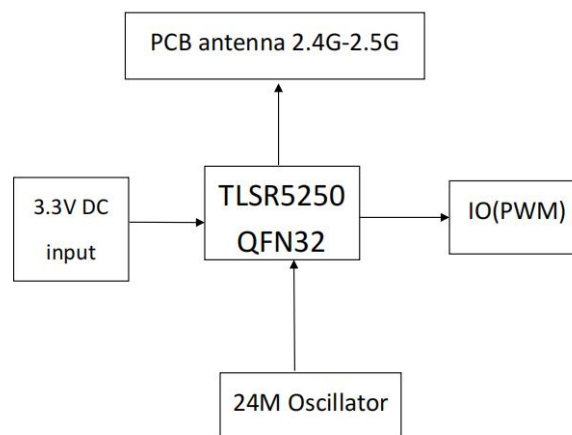 PCB antenna 2.4G-2.5G
3.3V DC
input
TLSR5250
QFN32
IO(PWM)
24M Oscillator